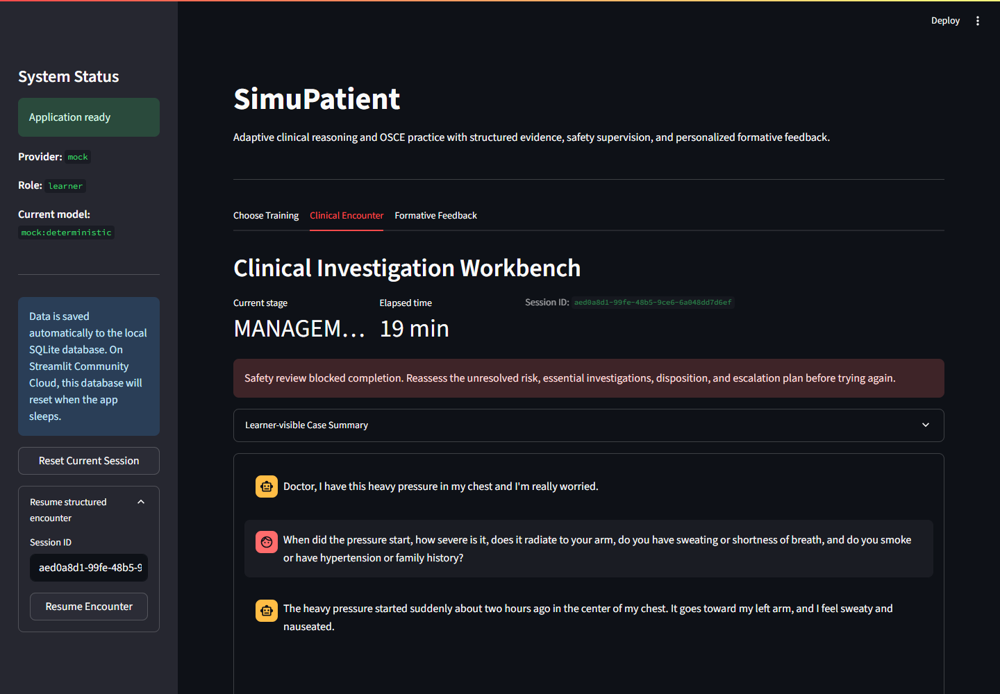 Deploy
System Status
Application ready
Provider: mock
Role: learner
Current model:
mock:deterministic
Data is saved
automatically to the local
SQLite database. On
Streamlit Community
Cloud, this database will
reset when the app
sleeps.
Reset Current Session
Resume structured
encounter
Session ID
aed0a8d1-99fe-48b5-9
Resume Encounter
SimuPatient
Adaptive clinical reasoning and OSCE practice with structured evidence, safety supervision, and personalized formative feedback.
Choose Training Clinical Encounter Formative Feedback
Clinical Investigation Workbench
Current stage
MANAGEM...
Elapsed time
19 min
Session ID: aed0a8d1-99fe-48b5-9ce6-6a048dd7d6ef
Safety review blocked completion. Reassess the unresolved risk, essential investigations, disposition, and escalation plan before trying again.
Learner-visible Case Summary
Doctor, I have this heavy pressure in my chest and I'm really worried.
When did the pressure start, how severe is it, does it radiate to your arm, do you have sweating or shortness of breath, and do you smoke
or have hypertension or family history?
The heavy pressure started suddenly about two hours ago in the center of my chest. It goes toward my left arm, and I feel sweaty and
nauseated.